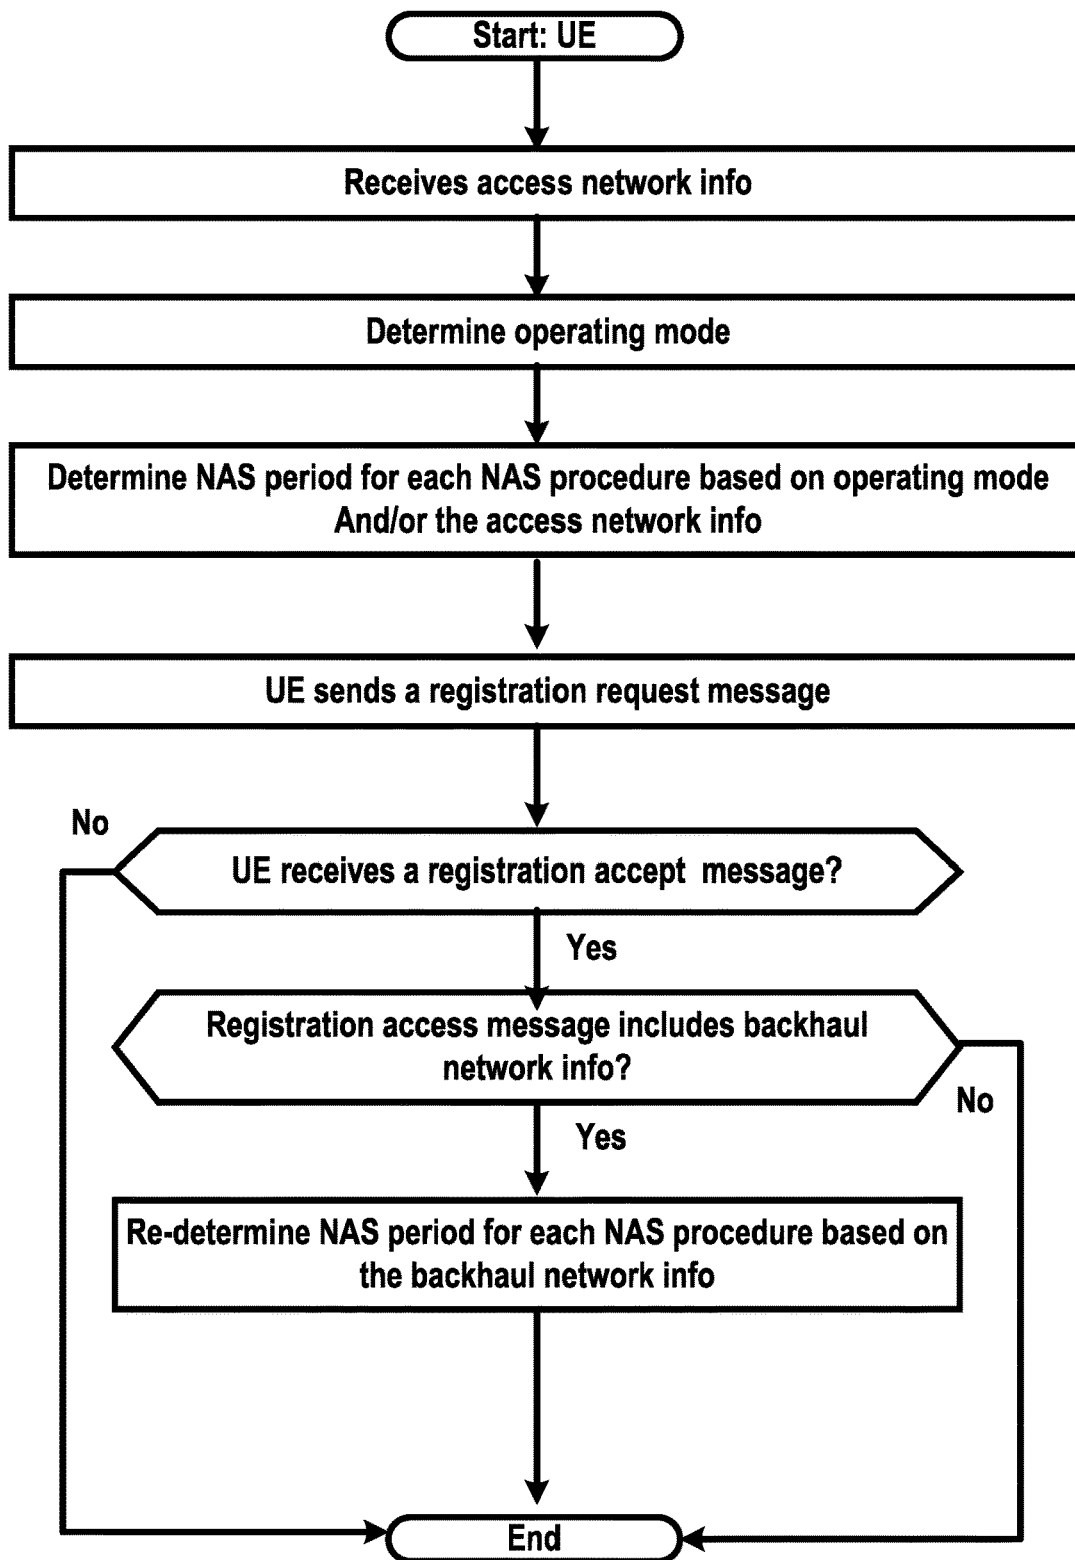 Start: UE
Receives access network info
Determine operating mode
Determine NAS period for each NAS procedure based on operating mode
And/or the access network info
UE sends a registration request message
No
UE receives a registration accept message?
Yes
Registration access message includes backhaul
network info?
No
Yes
Re-determine NAS period for each NAS procedure based on
the backhaul network info
End